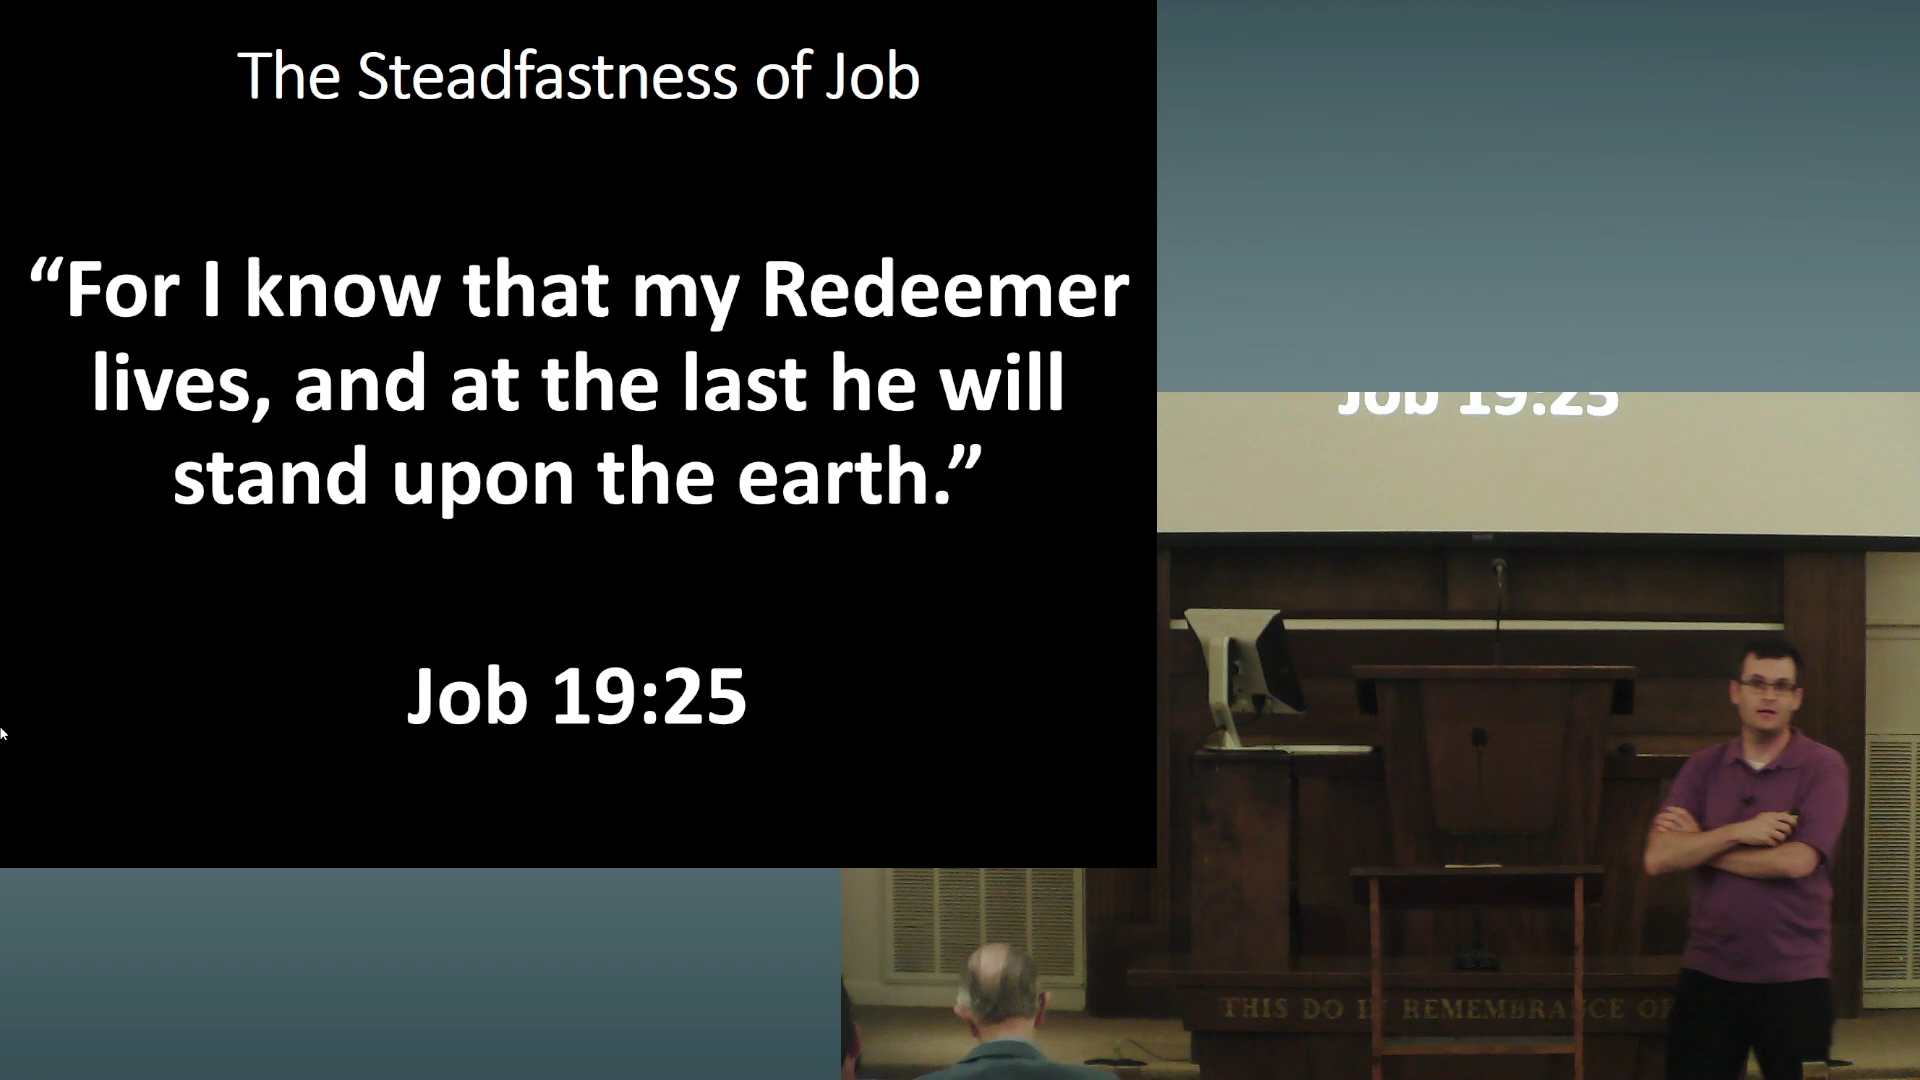 The Steadfastness of Job
“For I know that my Redeemer
lives, and at the last he will
stand upon the earth.”
Job 19:25
Job 19:25
THIS DO IN REMEMBRANCE OF